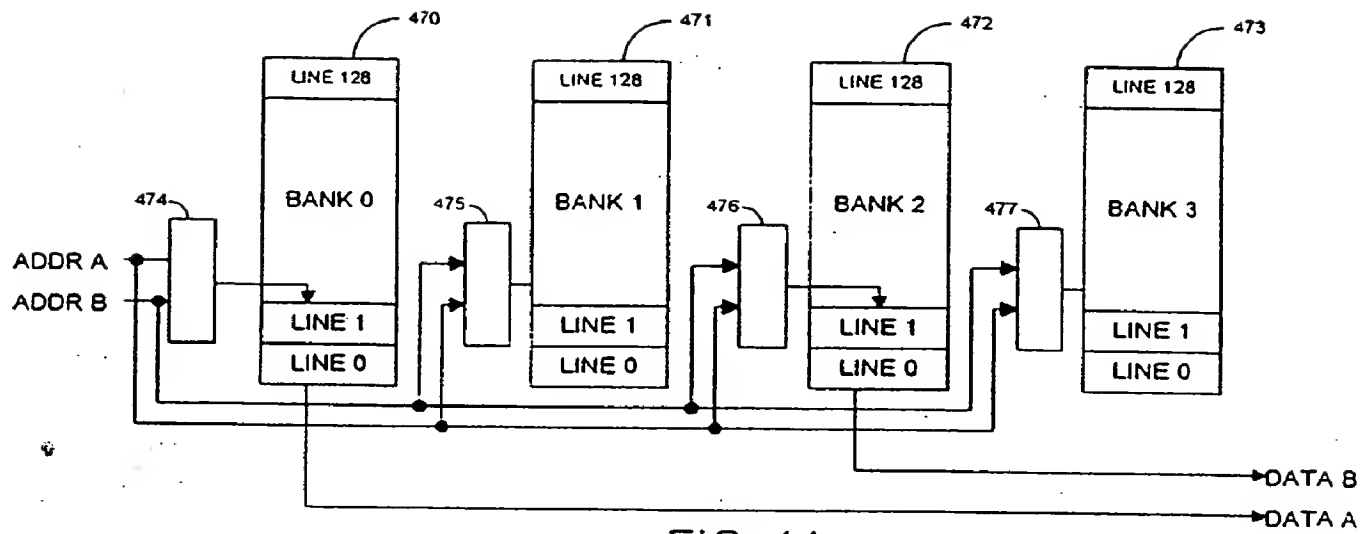 470 471 472 473
LINE 128 LINE 128 LINE 128 LINE 128
BANK 0 BANK 1 BANK 2 BANK 3
474 475 476 477
ADDR A
ADDR B
LINE 1 LINE 1 LINE 1 LINE 1
LINE 0 LINE 0 LINE 0 LINE 0
DATA B
DATA A